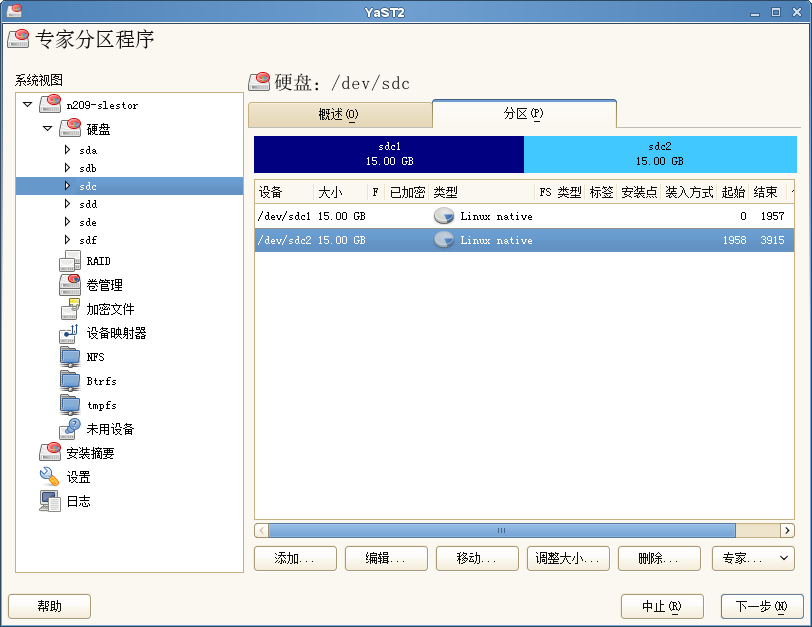 YaST2
专家分区程序
系统视图
n209-slestor
硬盘
sda
sdb
sdc
sdd
sde
sdf
RAID
卷管理
加密文件
设备映射器
NFS
Btrfs
tmpfs
未用设备
安装摘要
设置
日志
硬盘: /dev/sdc
概述(O) 分区(P)
sdc1 sdc2
15.00 GB 15.00 GB
设备 大小 F 已加密 类型 FS 类型 标签 安装点 装入方式 起始 结束
/dev/sdc1 15.00 GB Linux native 0 1957
/dev/sdc2 15.00 GB Linux native 1958 3915
添加... 编辑... 移动... 调整大小... 删除... 专家...
帮助 中止(R) 下一步(N)